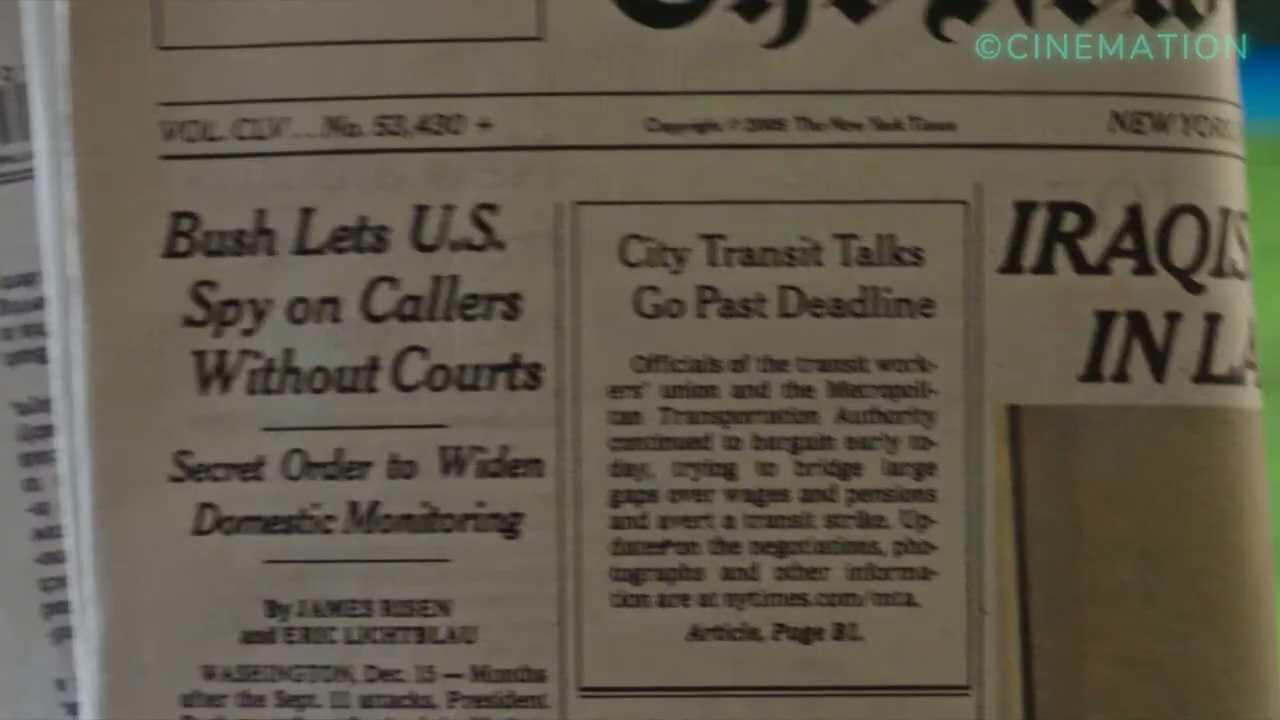 The New
©CINEMATION
VOL. CLV . . . No. 53,430 +
Copyright © 2005 The New York Times
NEW YORK
Bush Lets U.S.
Spy on Callers
Without Courts
Secret Order to Widen
Domestic Monitoring
By JAMES RISEN
and ERIC LICHTBLAU
WASHINGTON, Dec. 15 — Months
after the Sept. 11 attacks, President
City Transit Talks
Go Past Deadline
Officials of the transit work-
ers' union and the Metropoli-
tan Transportation Authority
continued to bargain early to-
day, trying to bridge large
gaps over wages and pensions
and avert a transit strike. Up-
dates on the negotiations, pho-
tographs and other informa-
tion are at nytimes.com/mta.
Article, Page B1.
IRAQIS
IN LA